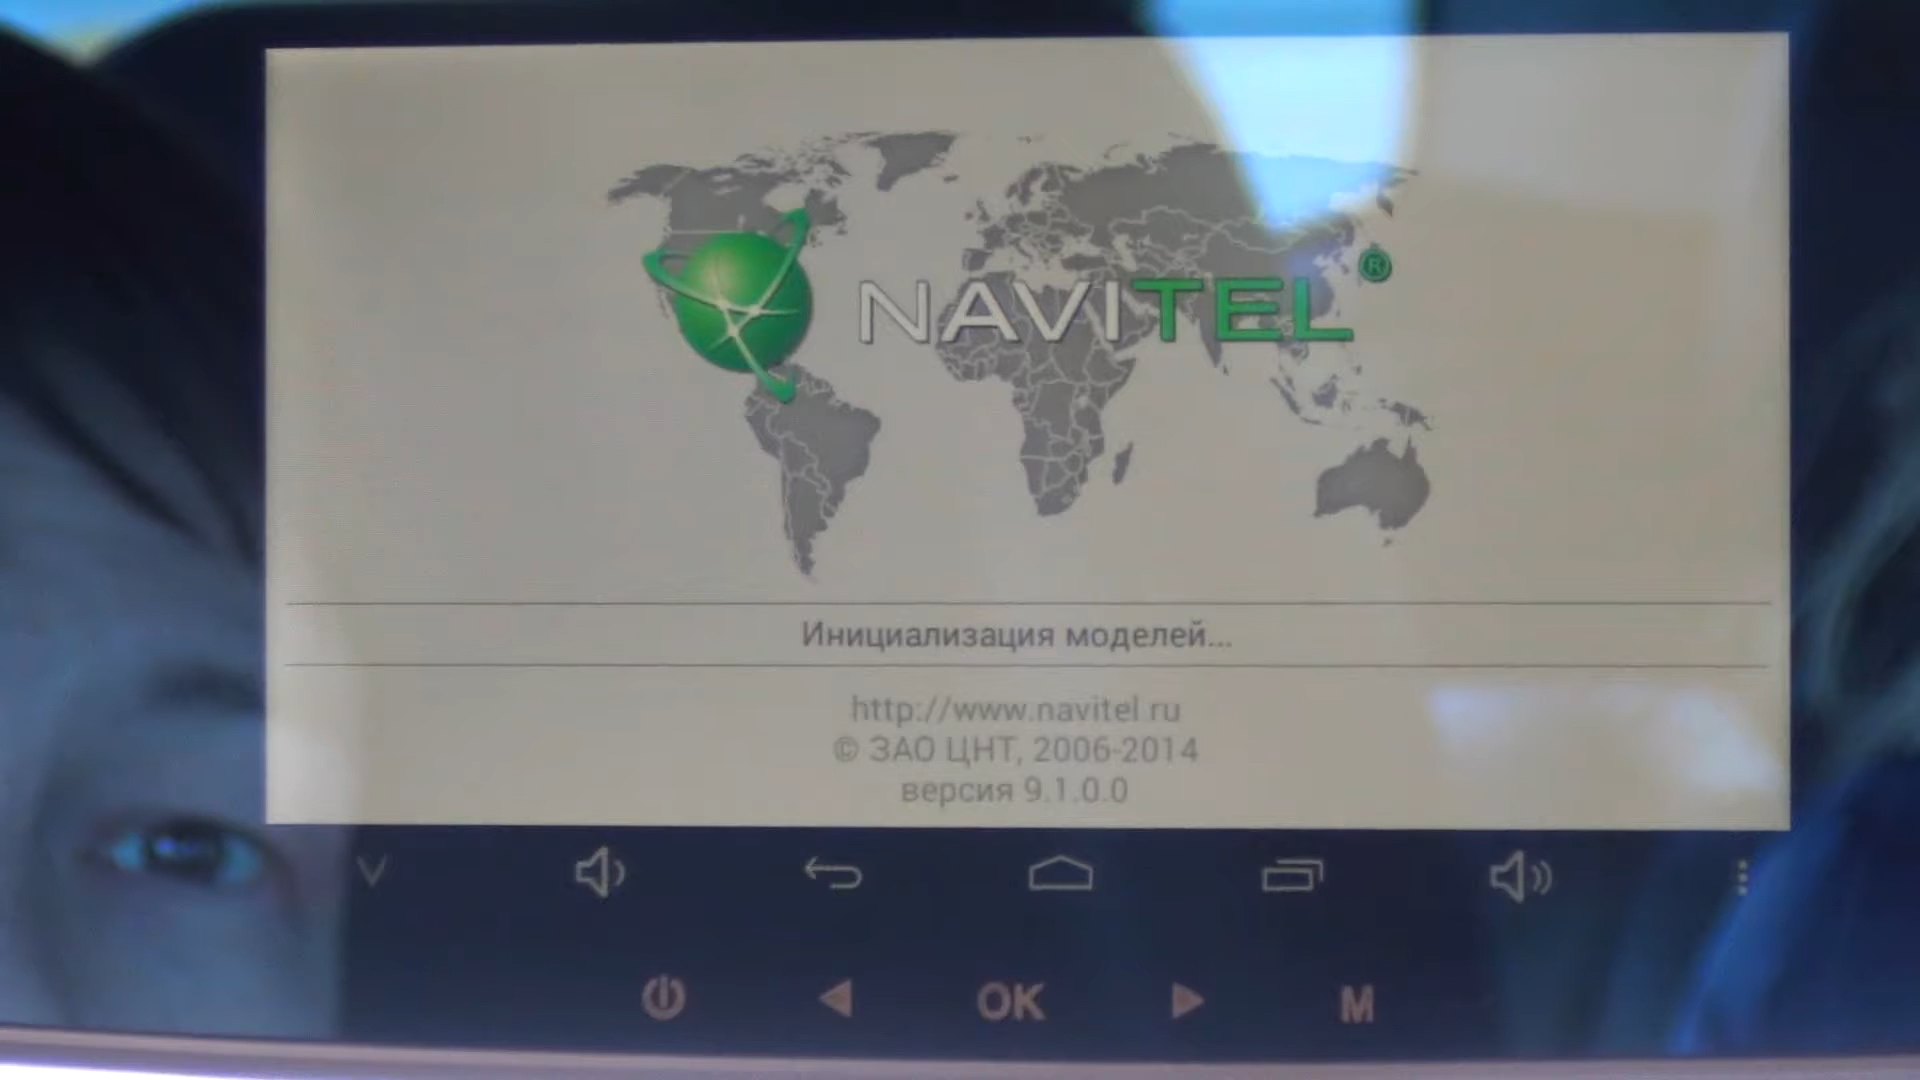 NAVITEL®
Инициализация моделей...
http://www.navitel.ru
© ЗАО ЦНТ, 2006-2014
версия 9.1.0.0
OK
M